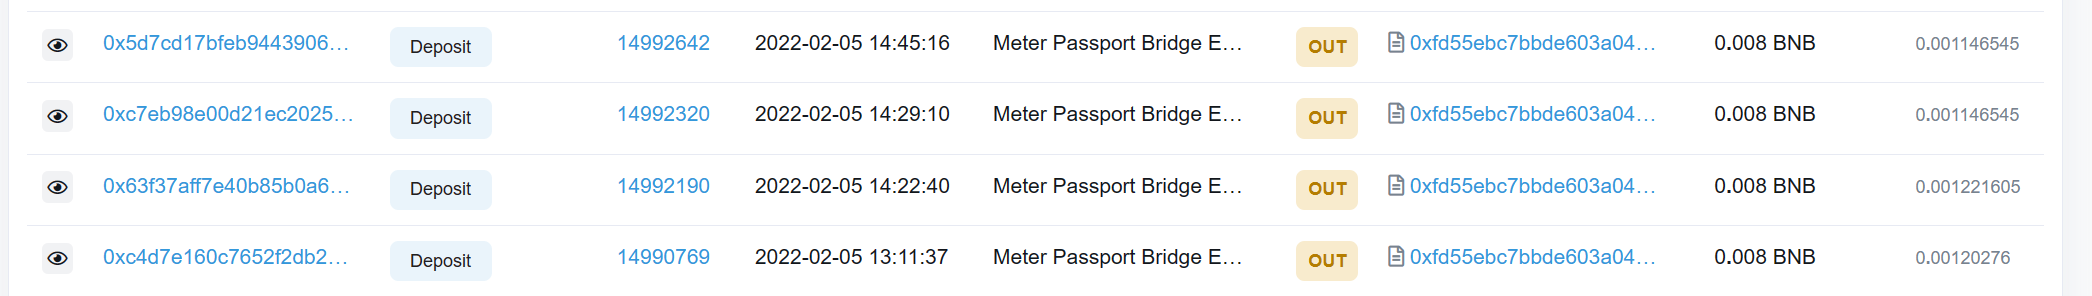 0x5d7cd17bfeb9443906... Deposit 14992642 2022-02-05 14:45:16 Meter Passport Bridge E... OUT 0xfd55ebc7bbde603a04... 0.008 BNB 0.001146545
0xc7eb98e00d21ec2025... Deposit 14992320 2022-02-05 14:29:10 Meter Passport Bridge E... OUT 0xfd55ebc7bbde603a04... 0.008 BNB 0.001146545
0x63f37aff7e40b85b0a6... Deposit 14992190 2022-02-05 14:22:40 Meter Passport Bridge E... OUT 0xfd55ebc7bbde603a04... 0.008 BNB 0.001221605
0xc4d7e160c7652f2db2... Deposit 14990769 2022-02-05 13:11:37 Meter Passport Bridge E... OUT 0xfd55ebc7bbde603a04... 0.008 BNB 0.00120276